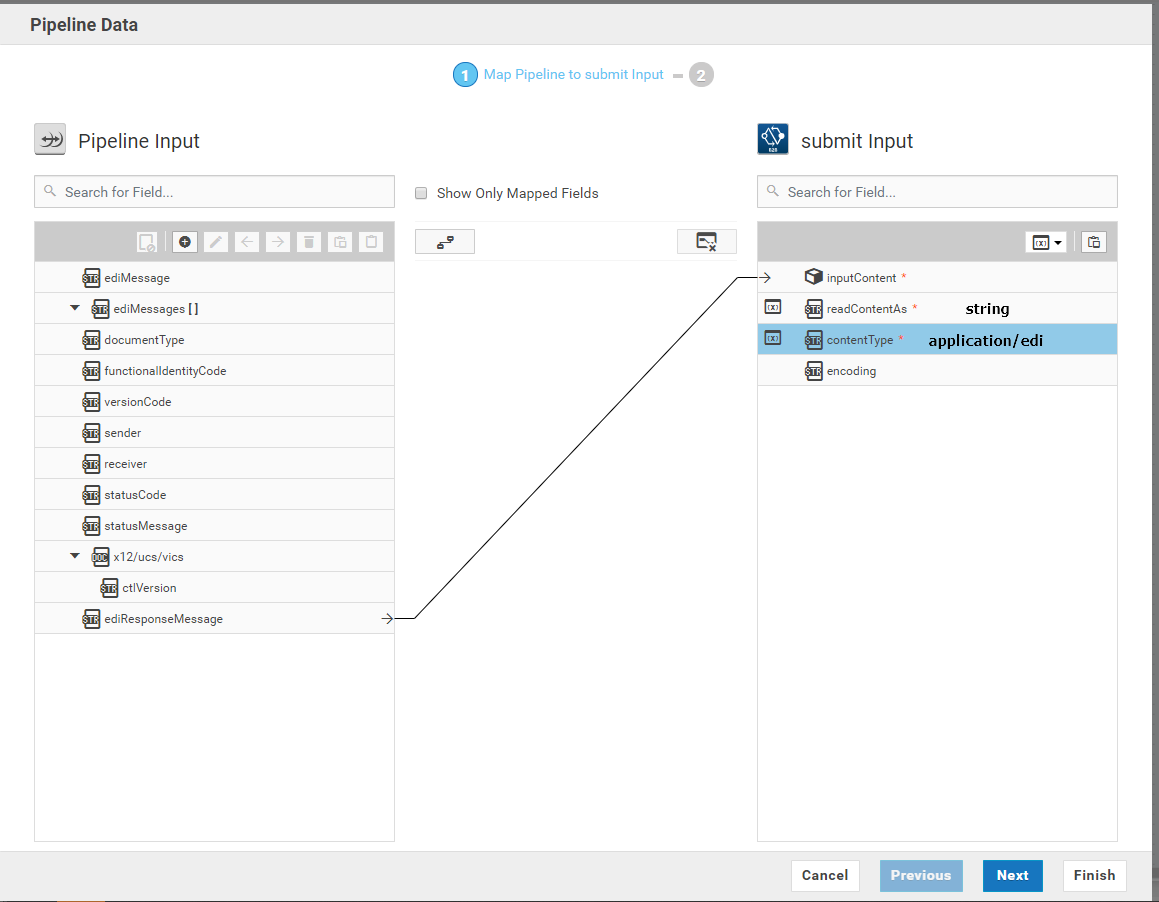 Pipeline Data
1 Map Pipeline to submit Input 2
Pipeline Input
submit Input
Search for Field...
Show Only Mapped Fields
Search for Field...
STR ediMessage
STR ediMessages [ ]
STR documentType
STR functionalIdentityCode
STR versionCode
STR sender
STR receiver
STR statusCode
STR statusMessage
DOC x12/ucs/vics
STR ctlVersion
STR ediResponseMessage
B2B
(x)
inputContent *
(x) STR readContentAs * string
(x) STR contentType * application/edi
STR encoding
Cancel
Previous
Next
Finish